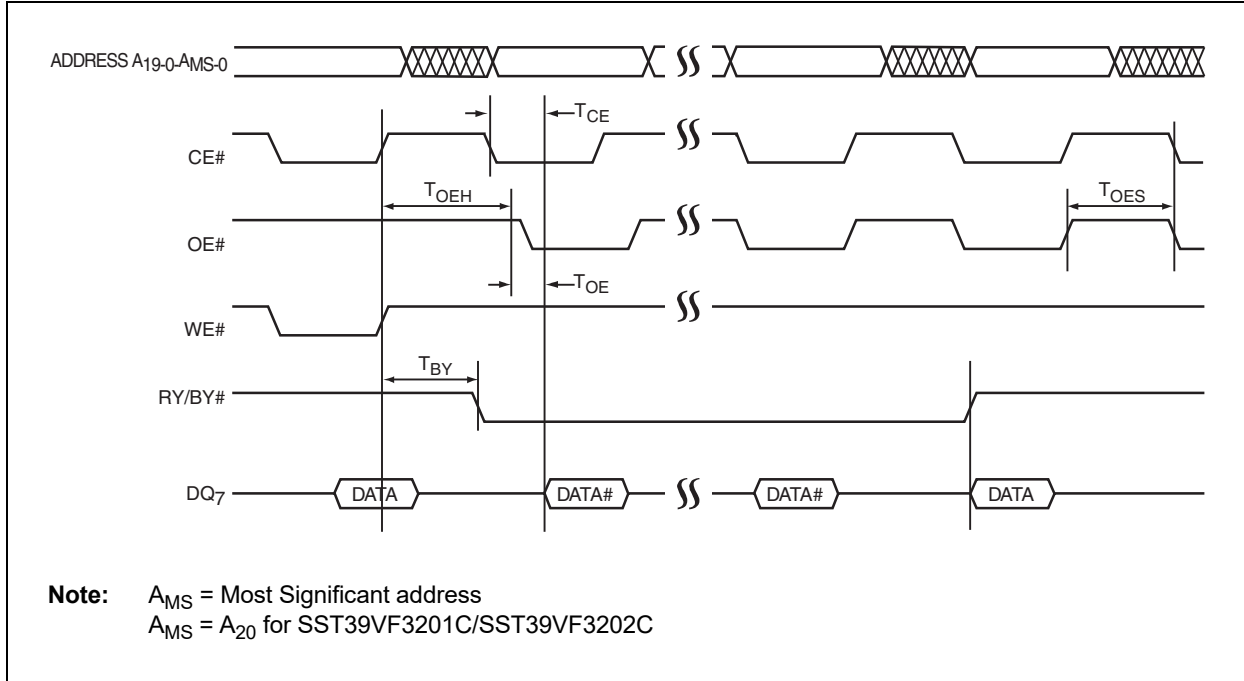 ADDRESS A19-0-AMS-0
TCE
CE#
TOEH
TOES
OE#
TOE
WE#
TBY
RY/BY#
DQ7 DATA DATA# DATA# DATA
Note: AMS = Most Significant address
AMS = A20 for SST39VF3201C/SST39VF3202C